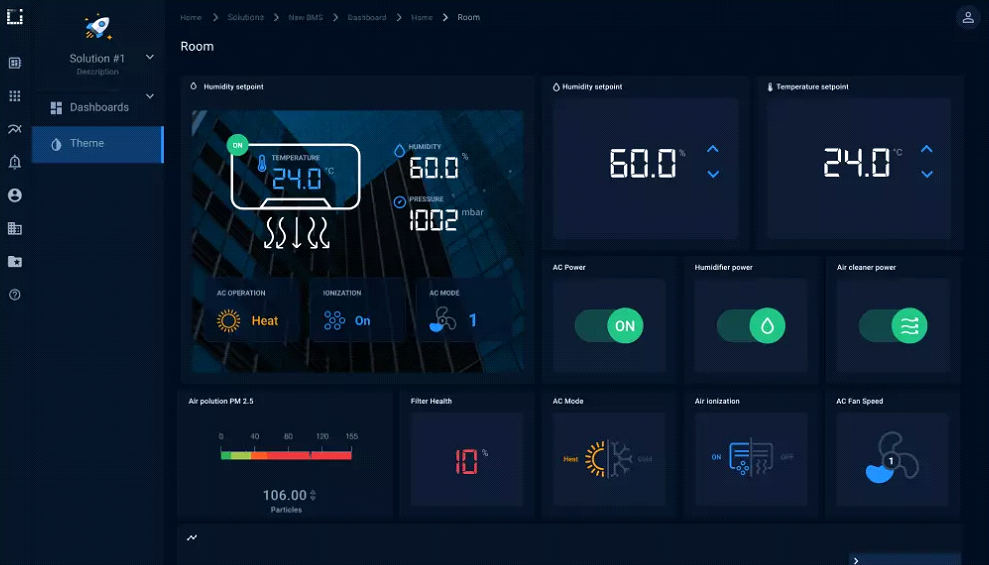 Home Solutions New BMS Dashboard Home Room
Solution #1
Description
Dashboards
Theme
Room
Humidity setpoint
ON
TEMPERATURE
24.0 °C
HUMIDITY
60.0 %
PRESSURE
1002 mbar
AC OPERATION
Heat
IONIZATION
On
AC MODE
1
Humidity setpoint
60.0 %
Temperature setpoint
24.0 °C
AC Power
ON
Humidifier power
Air cleaner power
Air polution PM 2.5
0 40 80 120 155
106.00
Particles
Filter Health
10 %
AC Mode
Heat Cold
Air ionization
ON OFF
AC Fan Speed
1